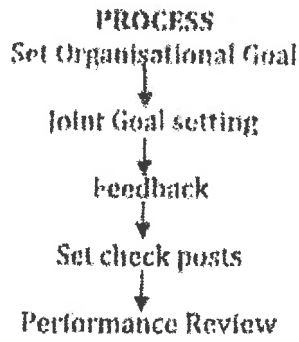 PROCESS
Set Organisational Goal
Joint Goal setting
Feedback
Set check posts
Performance Review